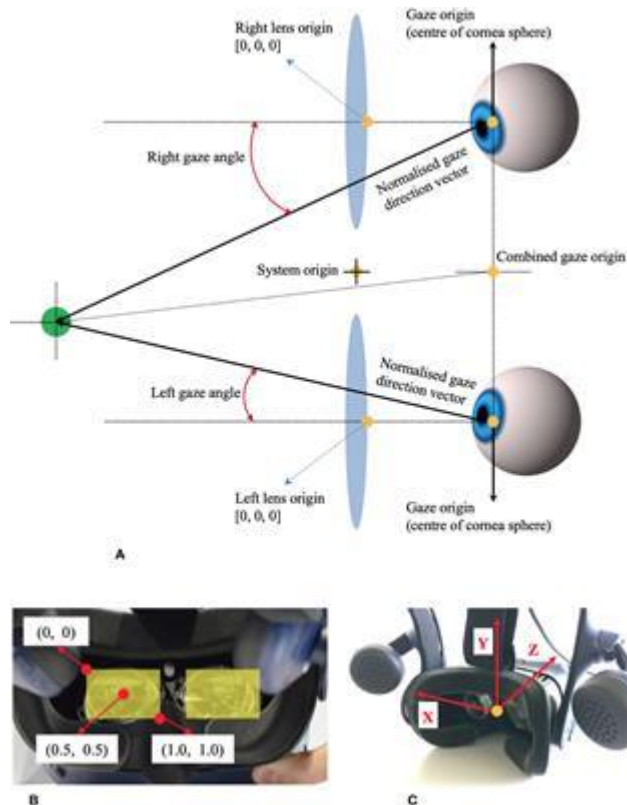 Right lens origin
[0, 0, 0]
Gaze origin
(centre of cornea sphere)
Right gaze angle
Normalised gaze
direction vector
System origin
Combined gaze origin
Normalised gaze
direction vector
Left gaze angle
Left lens origin
[0, 0, 0]
Gaze origin
(centre of cornea sphere)
A
(0, 0)
(0.5, 0.5)
(1.0, 1.0)
B
Y
Z
X
C